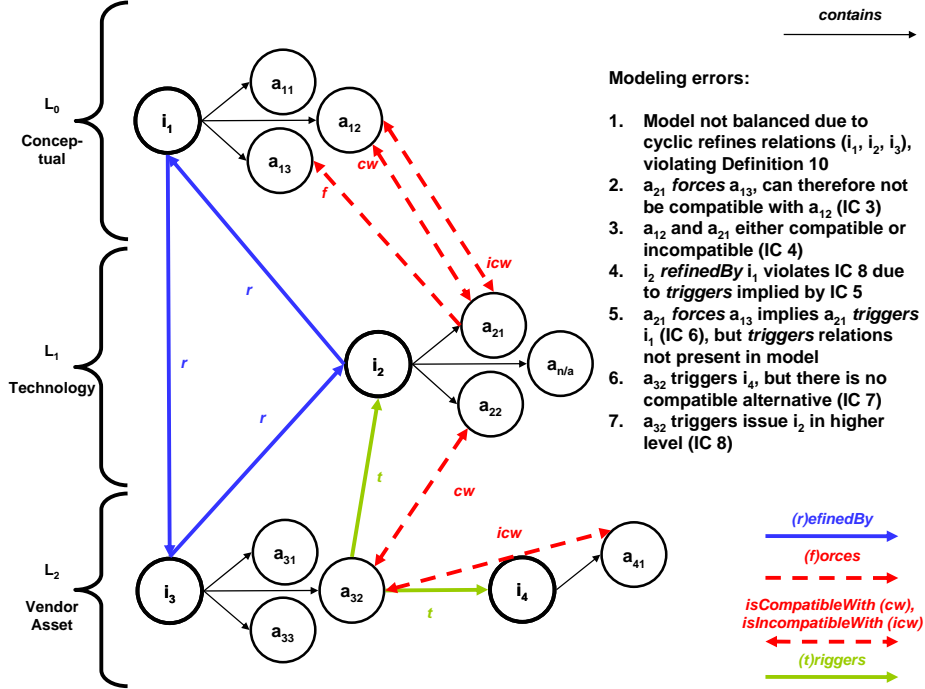 contains
L0
Concep-
tual
L1
Technology
L2
Vendor
Asset
i1
a11
a12
a13
cw
f
icw
r
r
r
i2
a21
an/a
a22
t
cw
i3
a31
a32
a33
icw
t
i4
a41
Modeling errors:
1. Model not balanced due to
cyclic refines relations (i1, i2, i3),
violating Definition 10
2. a21 forces a13, can therefore not
be compatible with a12 (IC 3)
3. a12 and a21 either compatible or
incompatible (IC 4)
4. i2 refinedBy i1 violates IC 8 due
to triggers implied by IC 5
5. a21 forces a13 implies a21 triggers
i1 (IC 6), but triggers relations
not present in model
6. a32 triggers i4, but there is no
compatible alternative (IC 7)
7. a32 triggers issue i2 in higher
level (IC 8)
(r)efinedBy
(f)orces
isCompatibleWith (cw),
isIncompatibleWith (icw)
(t)riggers